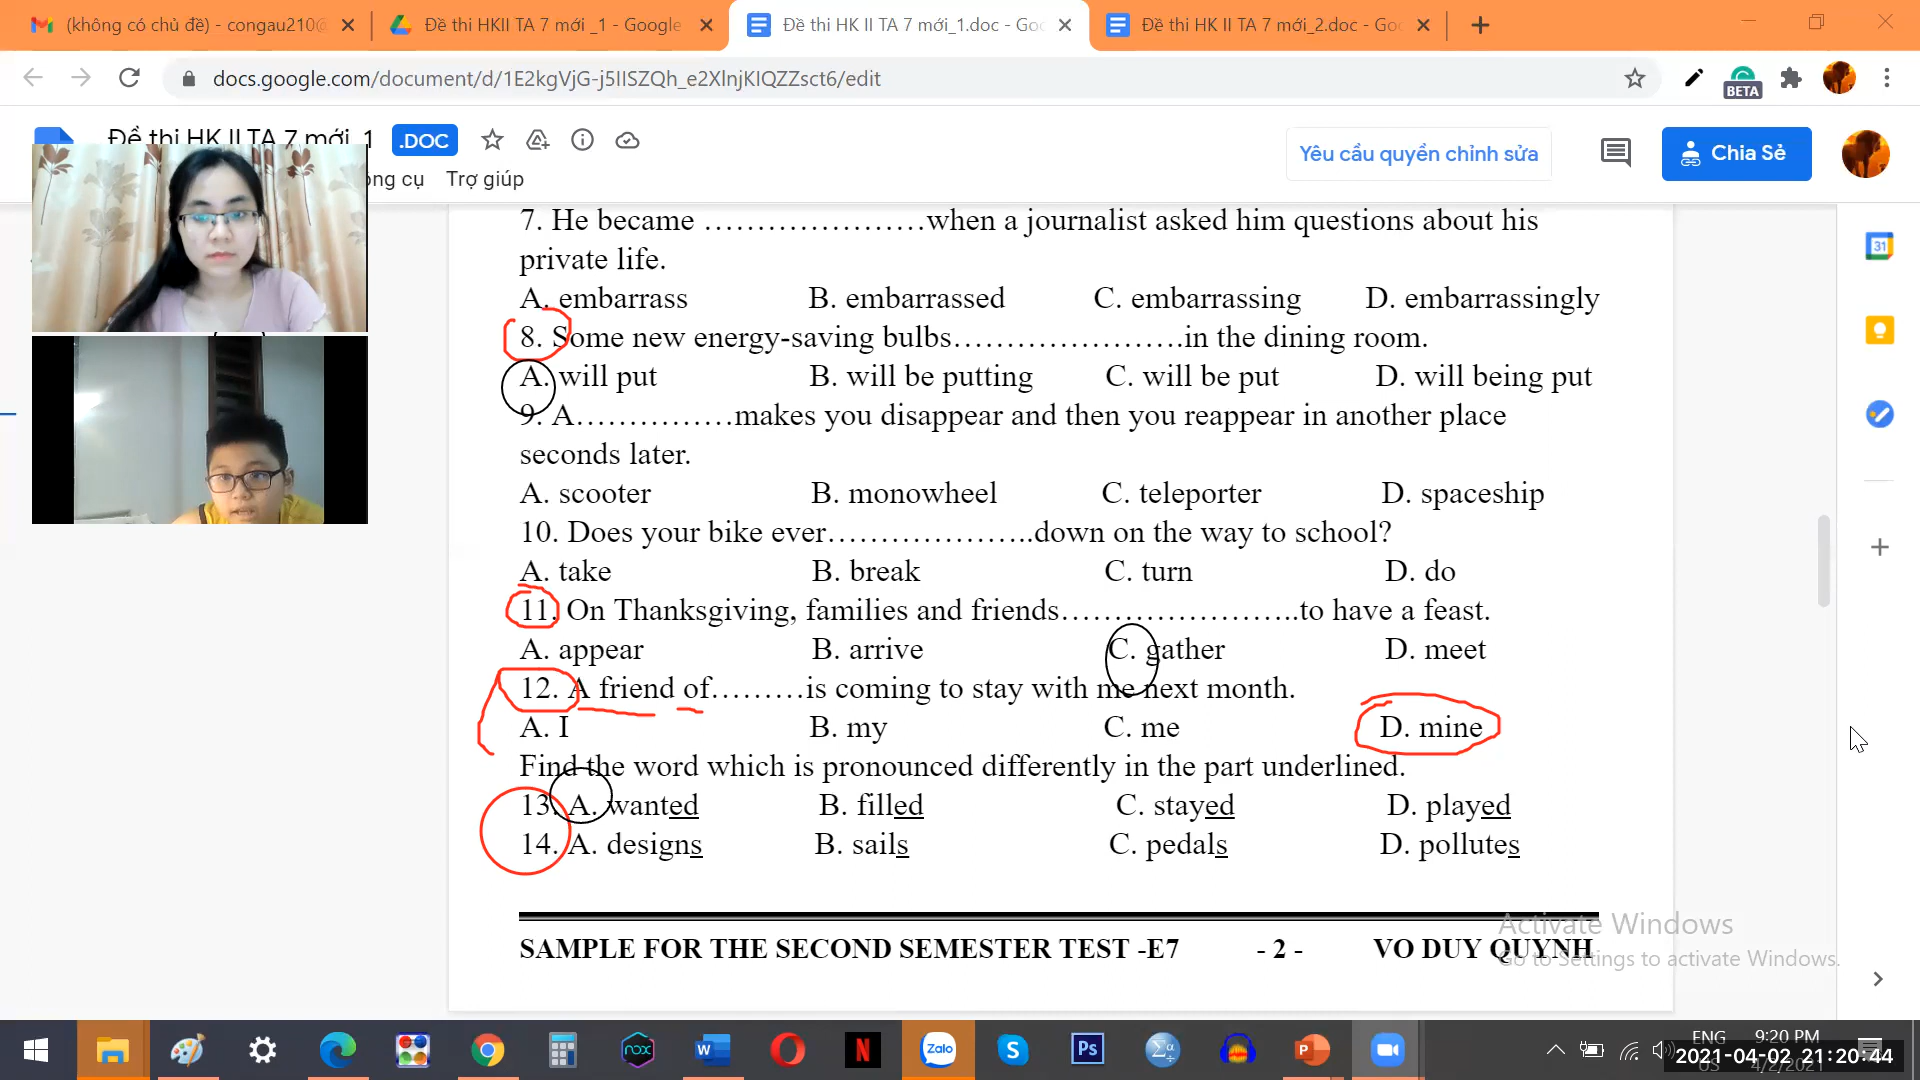 (không có chủ đề) - congau210@
Đề thi HKII TA 7 mới _1 - Google
Đề thi HK II TA 7 mới_1.doc - Goo
Đề thi HK II TA 7 mới_2.doc - Goo
docs.google.com/document/d/1E2kgVjG-j5IISZQh_e2XlnjKIQZZsct6/edit
BETA
Đề thi HK II TA 7 mới_1 .DOC
Yêu cầu quyền chỉnh sửa
Chia Sẻ
ông cụ Trợ giúp
31
7. He became …………………when a journalist asked him questions about his
private life.
A. embarrass B. embarrassed C. embarrassing D. embarrassingly
8. Some new energy-saving bulbs………………….in the dining room.
A. will put B. will be putting C. will be put D. will being put
9. A……………makes you disappear and then you reappear in another place
seconds later.
A. scooter B. monowheel C. teleporter D. spaceship
10. Does your bike ever………………..down on the way to school?
A. take B. break C. turn D. do
11. On Thanksgiving, families and friends…………………..to have a feast.
A. appear B. arrive C. gather D. meet
12. A friend of………is coming to stay with me next month.
A. I B. my C. me D. mine
Find the word which is pronounced differently in the part underlined.
13. A. wanted B. filled C. stayed D. played
14. A. designs B. sails C. pedals D. pollutes
SAMPLE FOR THE SECOND SEMESTER TEST -E7 - 2 - VO DUY QUYNH
Activate Windows
Go to Settings to activate Windows.
nox
W
N
Zalo
S
Ps
Σα
P
ENG
US
9:20 PM
4/2/2021
2021-04-02 21:20:44